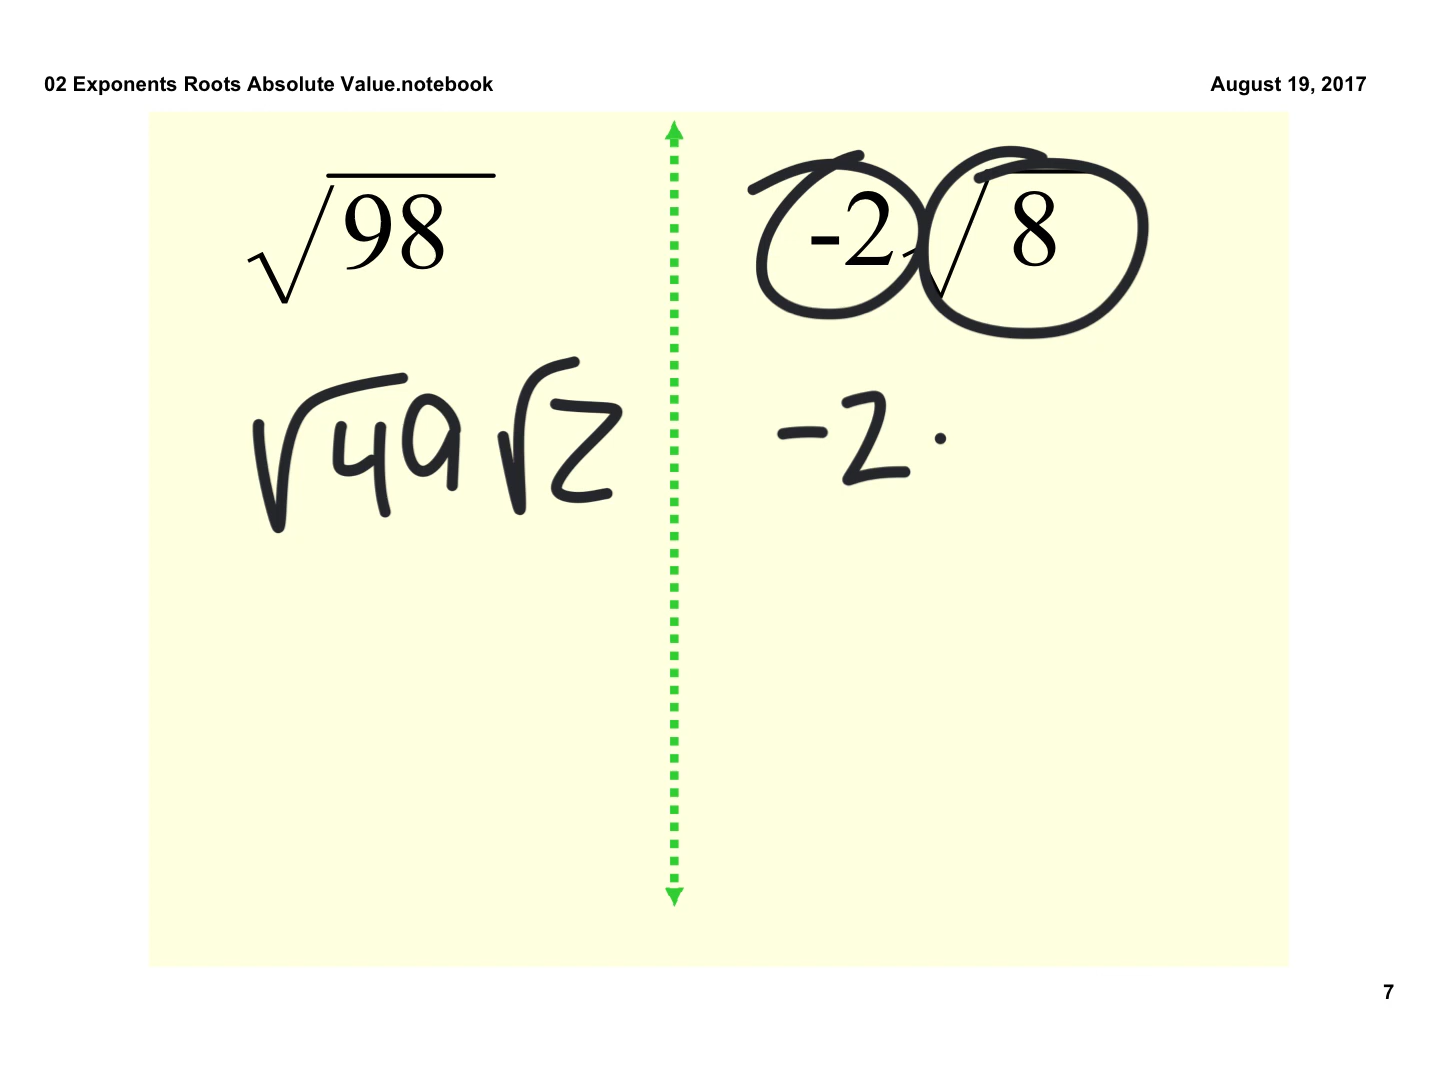 02 Exponents Roots Absolute Value.notebook
August 19, 2017
√98
-2√8
√49 √2
-2 ·
7